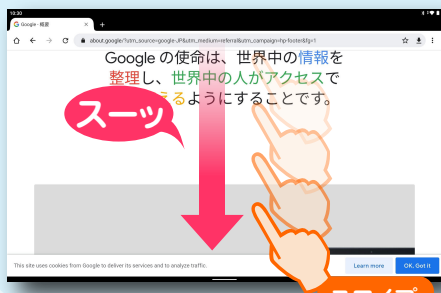 10:30
Google - 概要
about.google/?utm_source=google-JP&utm_medium=referral&utm_campaign=hp-footer&fg=1
Google の使命は、世界中の情報を
整理し、世界中の人がアクセスで
えるようにすることです。
スーッ
This site uses cookies from Google to deliver its services and to analyze traffic.
Learn more
OK, Got it